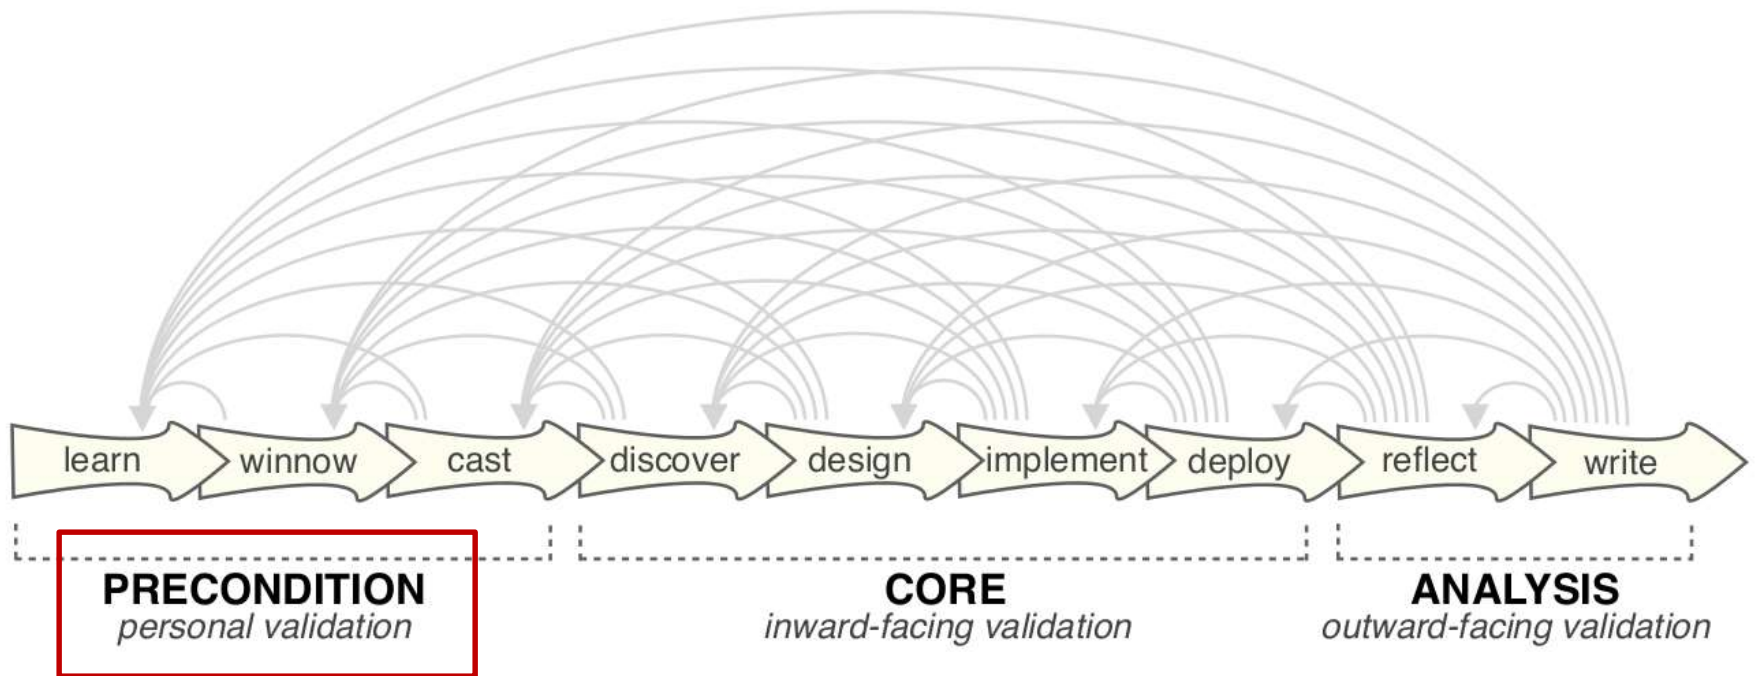 learn
winnow
cast
discover
design
implement
deploy
reflect
write
PRECONDITION
personal validation
CORE
inward-facing validation
ANALYSIS
outward-facing validation